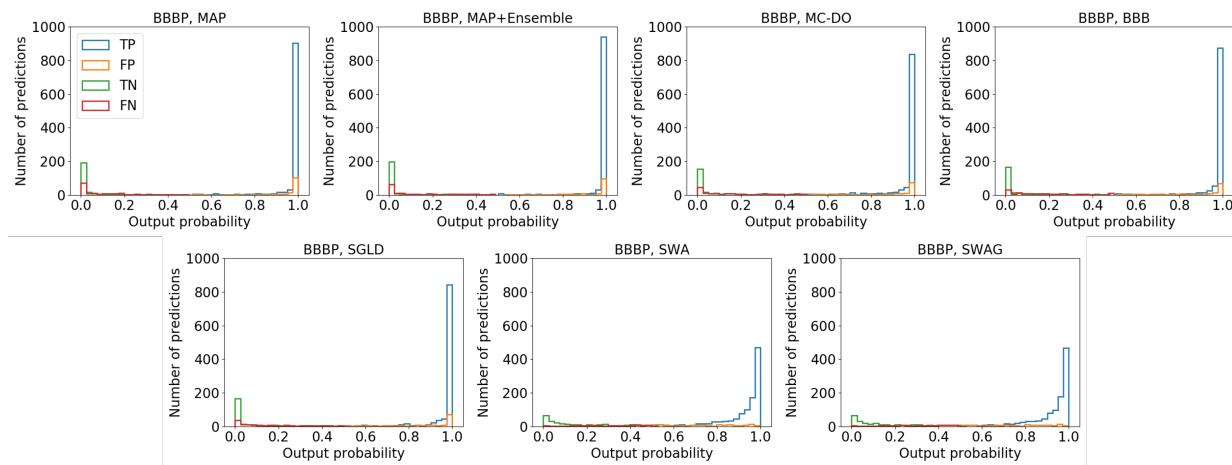 BBBP, MAP
1000
800
600
400
200
0
Number of predictions
TP
FP
TN
FN
0.0 0.2 0.4 0.6 0.8 1.0
Output probability
BBBP, MAP+Ensemble
1000
800
600
400
200
0
Number of predictions
0.0 0.2 0.4 0.6 0.8 1.0
Output probability
BBBP, MC-DO
1000
800
600
400
200
0
Number of predictions
0.0 0.2 0.4 0.6 0.8 1.0
Output probability
BBBP, BBB
1000
800
600
400
200
0
Number of predictions
0.0 0.2 0.4 0.6 0.8 1.0
Output probability
BBBP, SGLD
1000
800
600
400
200
0
Number of predictions
0.0 0.2 0.4 0.6 0.8 1.0
Output probability
BBBP, SWA
1000
800
600
400
200
0
Number of predictions
0.0 0.2 0.4 0.6 0.8 1.0
Output probability
BBBP, SWAG
1000
800
600
400
200
0
Number of predictions
0.0 0.2 0.4 0.6 0.8 1.0
Output probability